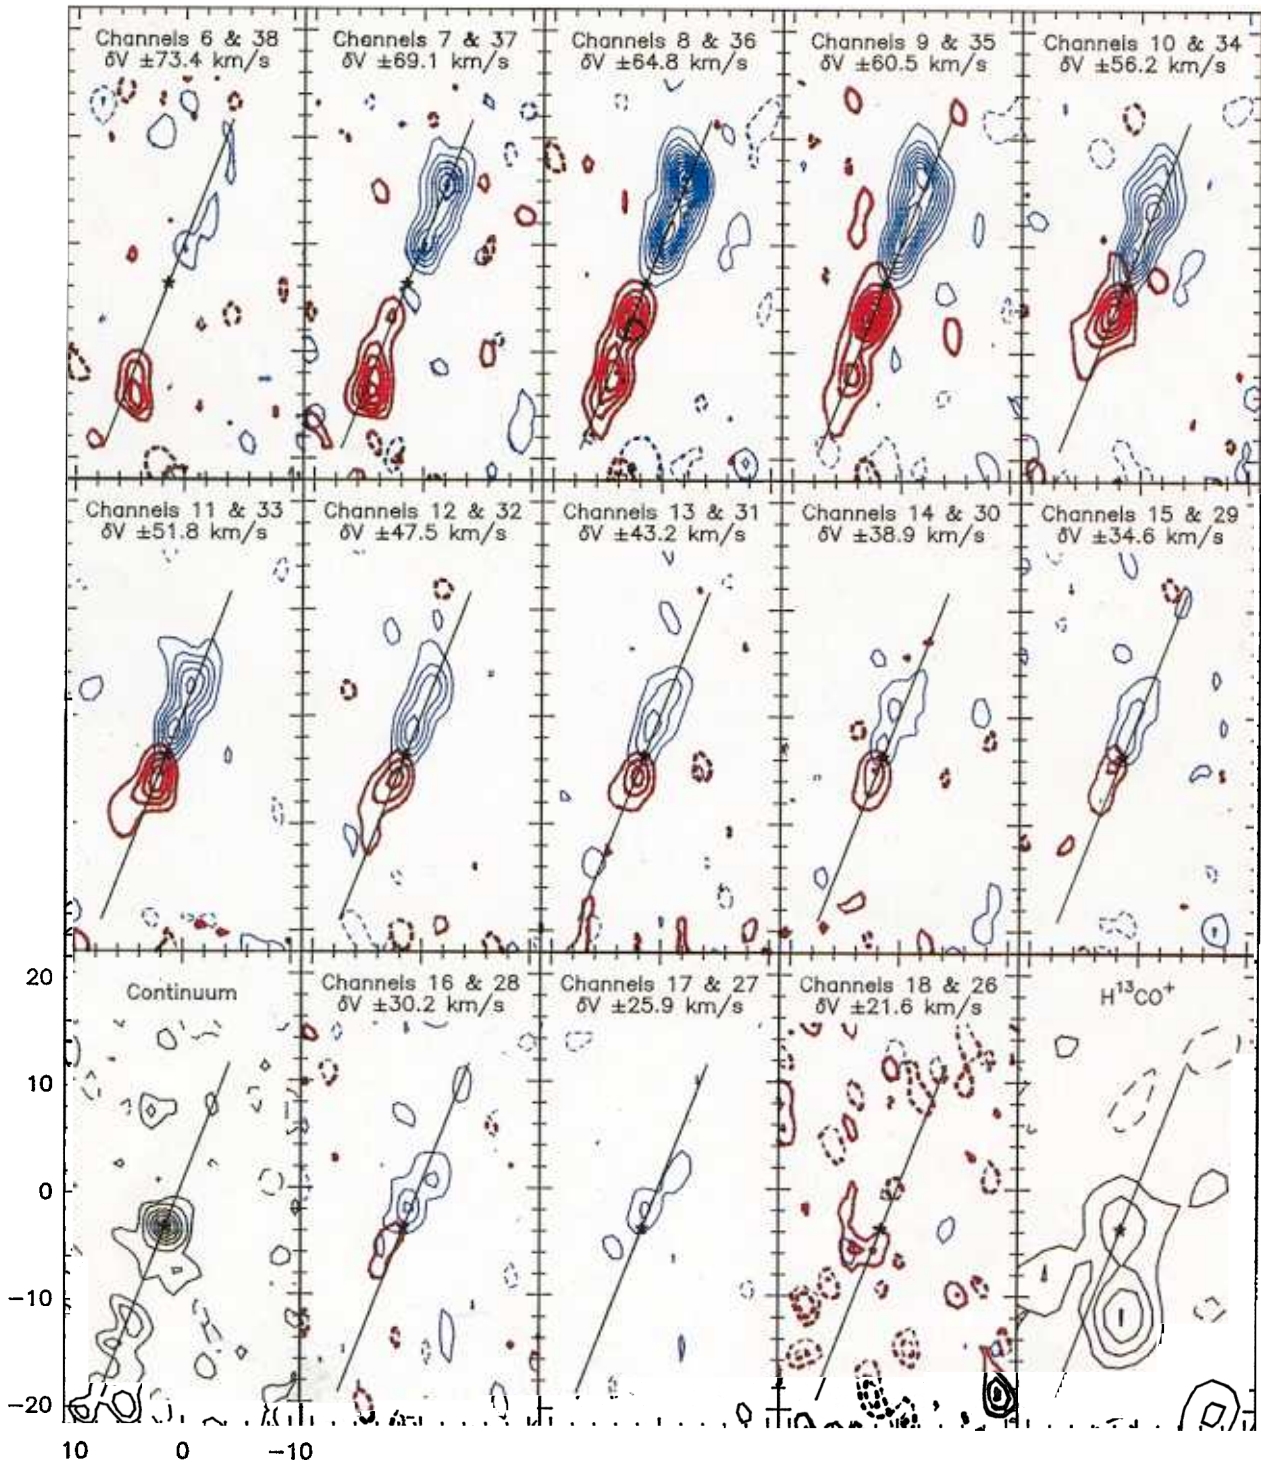 Channels 6 & 38
δV ±73.4 km/s
Channels 7 & 37
δV ±69.1 km/s
Channels 8 & 36
δV ±64.8 km/s
Channels 9 & 35
δV ±60.5 km/s
Channels 10 & 34
δV ±56.2 km/s
Channels 11 & 33
δV ±51.8 km/s
Channels 12 & 32
δV ±47.5 km/s
Channels 13 & 31
δV ±43.2 km/s
Channels 14 & 30
δV ±38.9 km/s
Channels 15 & 29
δV ±34.6 km/s
Continuum
Channels 16 & 28
δV ±30.2 km/s
Channels 17 & 27
δV ±25.9 km/s
Channels 18 & 26
δV ±21.6 km/s
H¹³CO⁺
20
10
0
−10
−20
10 0 −10